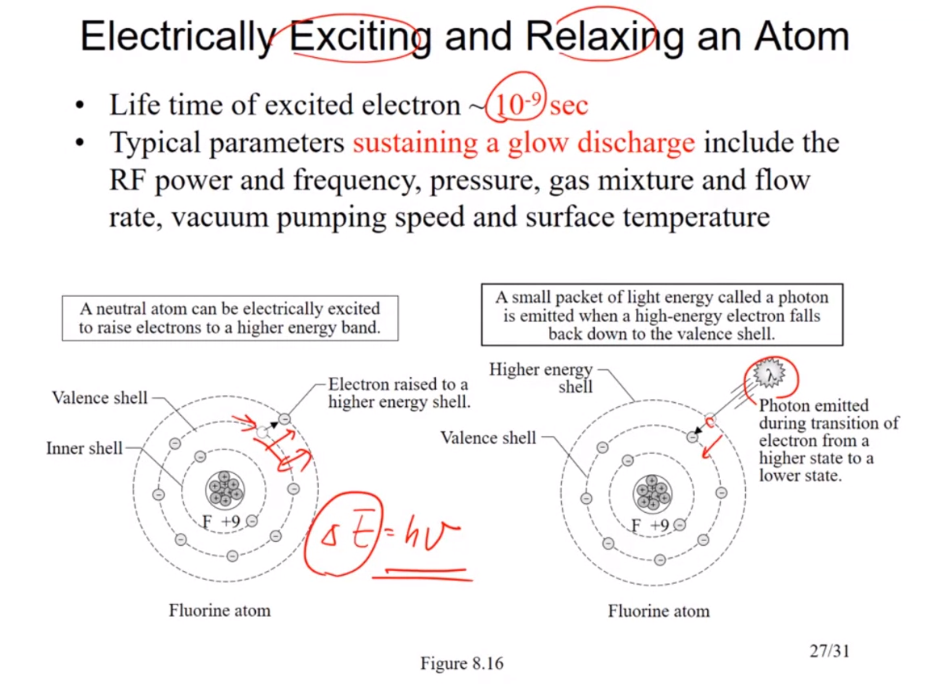 Electrically Exciting and Relaxing an Atom
• Life time of excited electron ~10⁻⁹ sec
• Typical parameters sustaining a glow discharge include the
RF power and frequency, pressure, gas mixture and flow
rate, vacuum pumping speed and surface temperature
A neutral atom can be electrically excited
to raise electrons to a higher energy band.
Valence shell
Inner shell
Electron raised to a
higher energy shell.
F +9
ΔE = hν
Fluorine atom
A small packet of light energy called a photon
is emitted when a high-energy electron falls
back down to the valence shell.
Higher energy
shell
Valence shell
λ
Photon emitted
during transition of
electron from a
higher state to a
lower state.
F +9
Fluorine atom
Figure 8.16
27/31